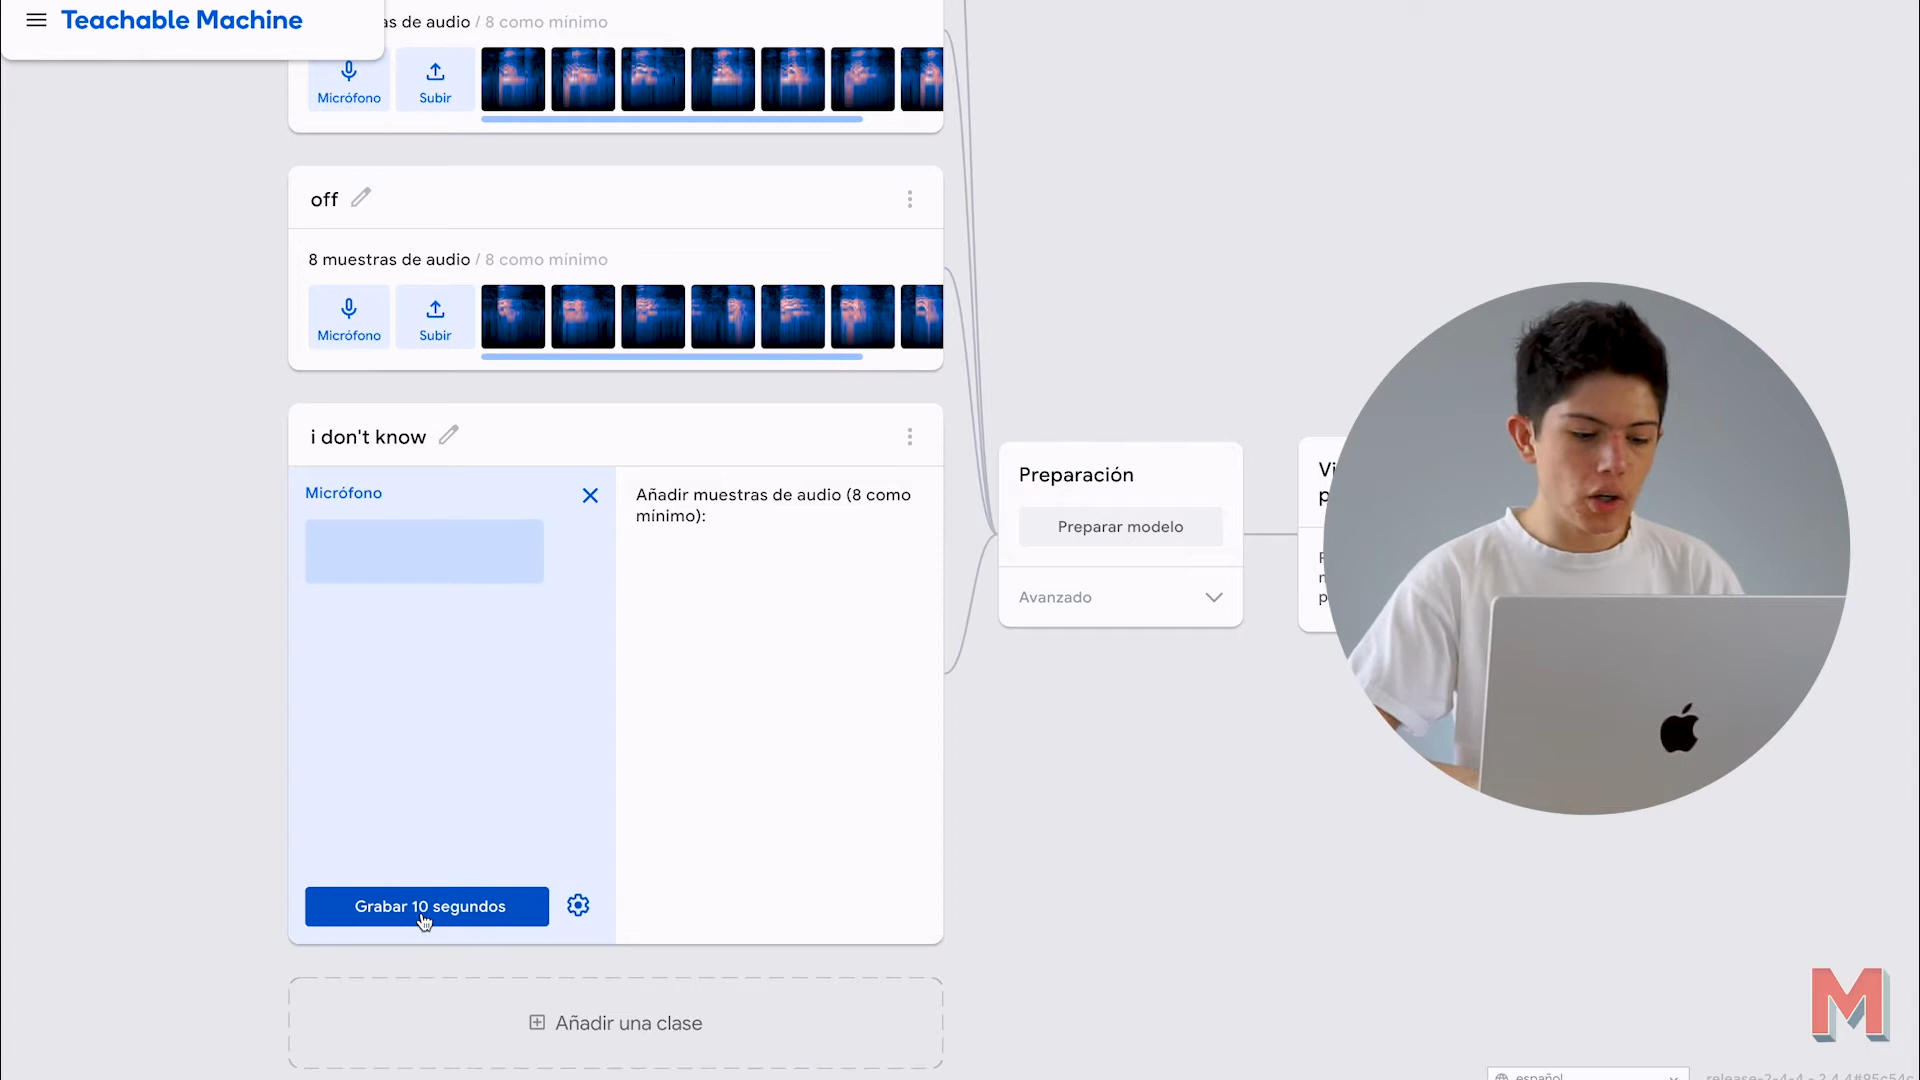 Teachable Machine
as de audio / 8 como mínimo
Micrófono
Subir
off
8 muestras de audio / 8 como mínimo
Micrófono
Subir
i don't know
Micrófono
Añadir muestras de audio (8 como
mínimo):
Grabar 10 segundos
Añadir una clase
Preparación
Preparar modelo
Avanzado
Vi
p
p
M
español